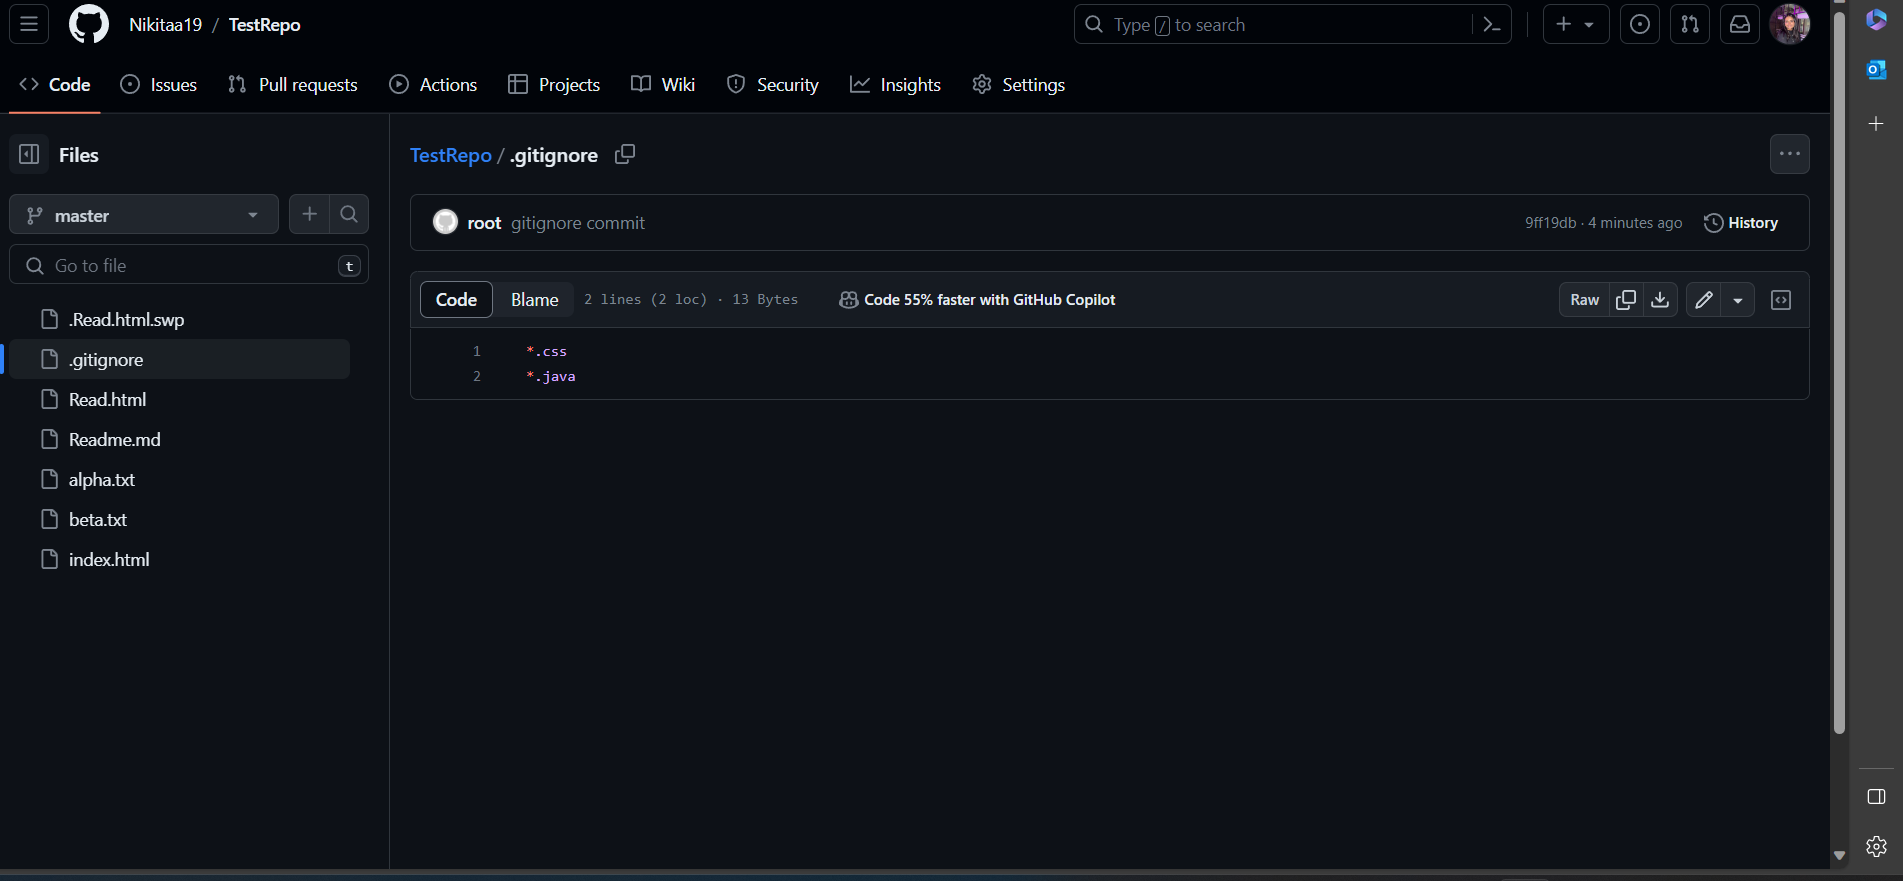 Nikitaa19 / TestRepo
Type / to search
Code
Issues
Pull requests
Actions
Projects
Wiki
Security
Insights
Settings
Files
master
Go to file
t
.Read.html.swp
.gitignore
Read.html
Readme.md
alpha.txt
beta.txt
index.html
TestRepo / .gitignore
root gitignore commit
9ff19db · 4 minutes ago
History
Code
Blame
2 lines (2 loc) · 13 Bytes
Code 55% faster with GitHub Copilot
Raw
1 *.css
2 *.java